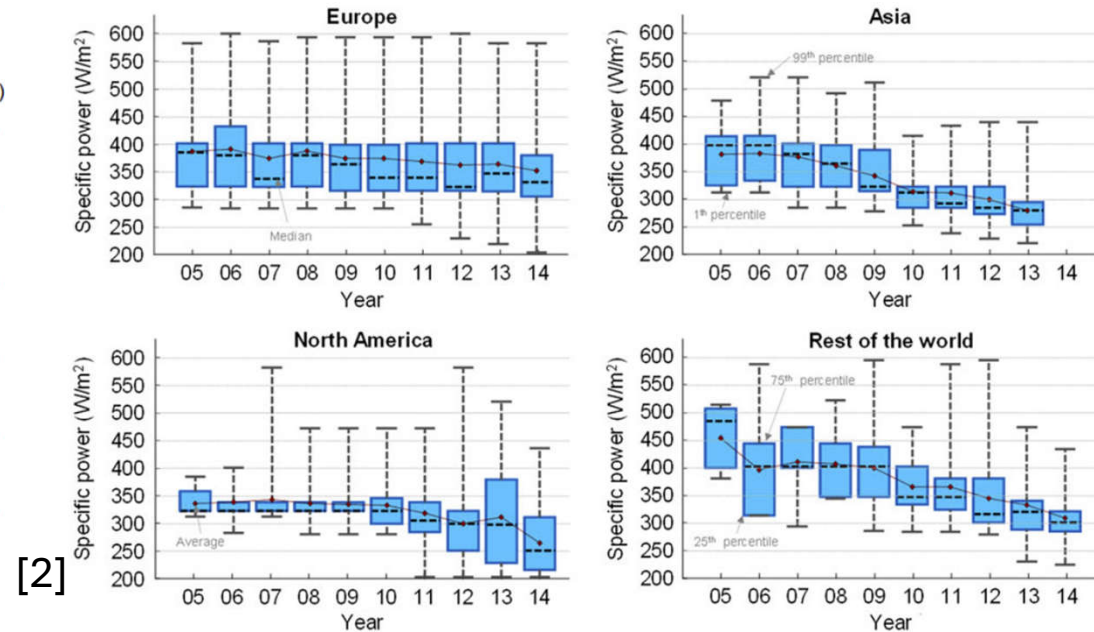 )
Europe
Specific power (W/m²)
600
550
500
450
400
350
300
250
200
Median
05 06 07 08 09 10 11 12 13 14
Year
Asia
Specific power (W/m²)
600
550
500
450
400
350
300
250
200
99th percentile
1th percentile
05 06 07 08 09 10 11 12 13 14
Year
North America
Specific power (W/m²)
600
550
500
450
400
350
300
250
200
Average
05 06 07 08 09 10 11 12 13 14
Year
Rest of the world
Specific power (W/m²)
600
550
500
450
400
350
300
250
200
75th percentile
25th percentile
05 06 07 08 09 10 11 12 13 14
Year
[2]